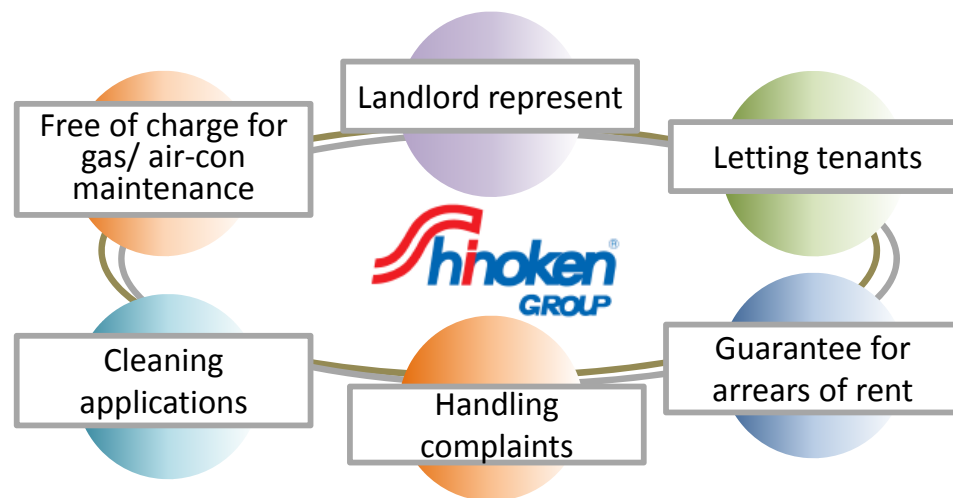 Landlord represent
Free of charge for
gas/ air-con
maintenance
Letting tenants
Shinoken®
GROUP
Cleaning
applications
Handling
complaints
Guarantee for
arrears of rent